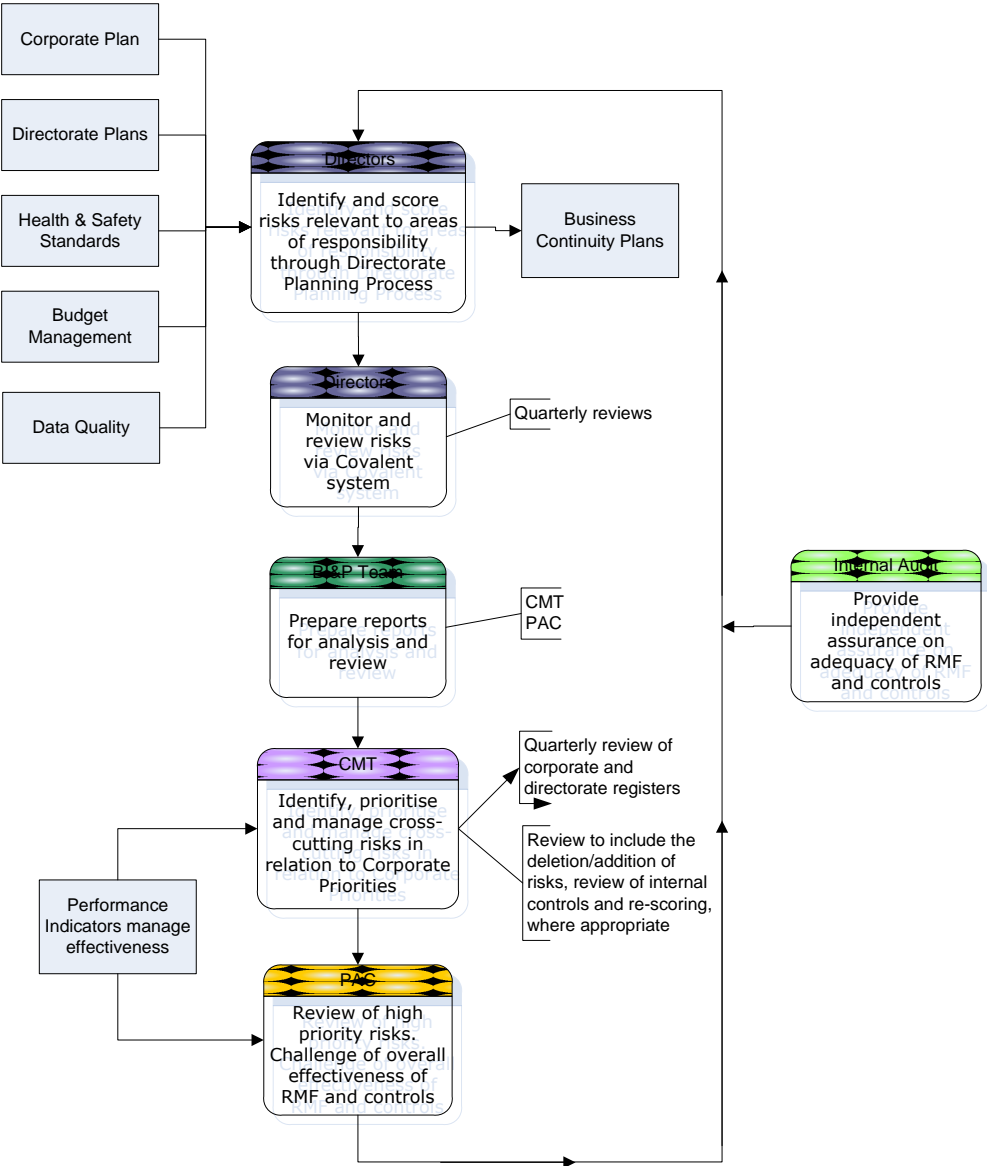 Corporate Plan
Directorate Plans
Health & Safety
Standards
Budget
Management
Data Quality
Directors
Identify and score
risks relevant to areas
of responsibility
through Directorate
Planning Process
Business
Continuity Plans
Directors
Monitor and
review risks
via Covalent
system
Quarterly reviews
BI&P Team
Prepare reports
for analysis and
review
CMT
PAC
Internal Audit
Provide
independent
assurance on
adequacy of RMF
and controls
CMT
Identify, prioritise
and manage cross-
cutting risks in
relation to Corporate
Priorities
Quarterly review of
corporate and
directorate registers
Review to include the
deletion/addition of
risks, review of internal
controls and re-scoring,
where appropriate
Performance
Indicators manage
effectiveness
PAC
Review of high
priority risks.
Challenge of overall
effectiveness of
RMF and controls